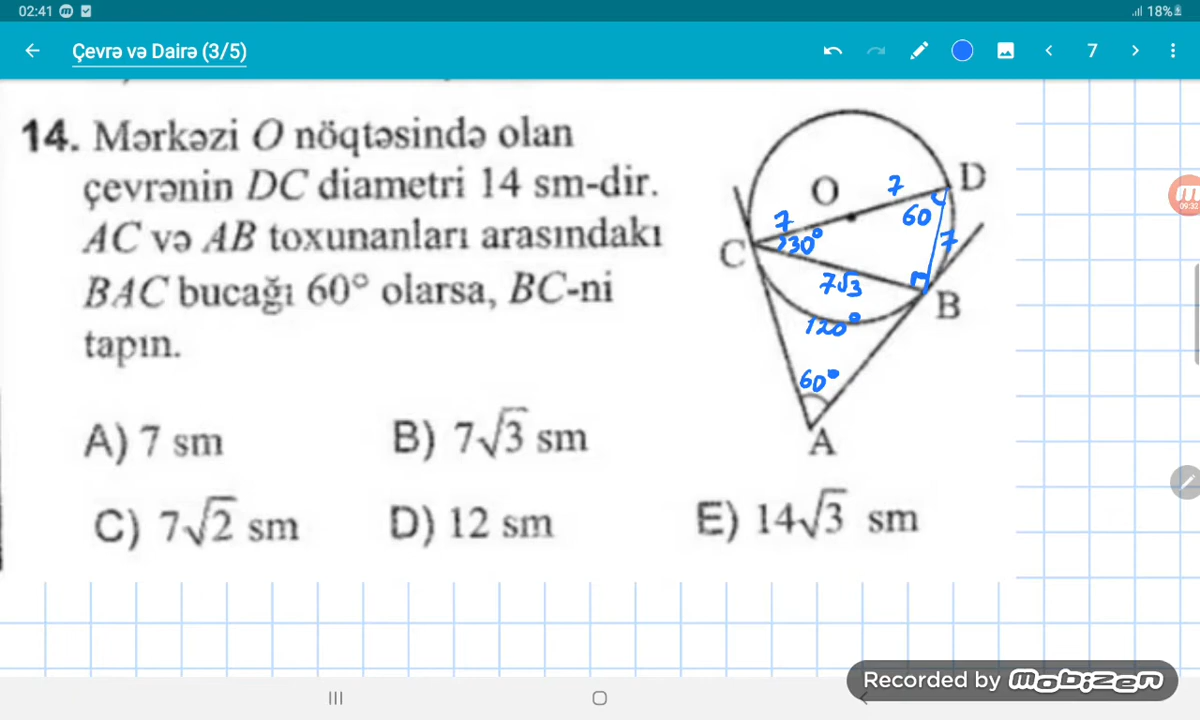 02:41 18%
Çevrə və Dairə (3/5) 7
14. Mərkəzi O nöqtəsində olan
çevrənin DC diametri 14 sm-dir.
AC və AB toxunanları arasındakı
BAC bucağı 60° olarsa, BC-ni
tapın.
A) 7 sm B) 7√3 sm
C) 7√2 sm D) 12 sm E) 14√3 sm
O 7 D
7 60
C 30° 7
7√3
B
120°
60°
A
09:32
Recorded by mobizen